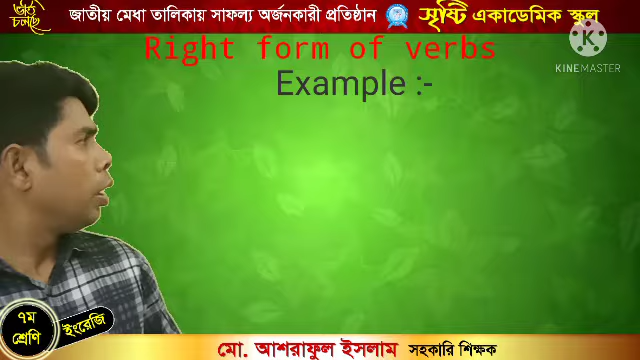 জাতীয় মেধা তালিকায় সাফল্য অর্জনকারী প্রতিষ্ঠান সৃষ্টি একাডেমিক স্কুল
KINEMASTER
Right form of verbs
Example :-
৭ম
শ্রেণি
ইংরেজি
মো. আশরাফুল ইসলাম সহকারি শিক্ষক